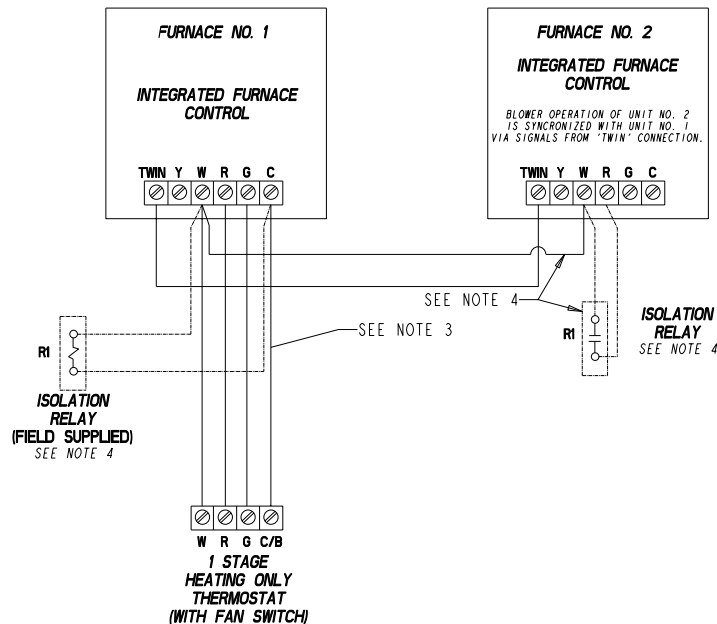 FURNACE NO. 1
INTEGRATED FURNACE
CONTROL
TWIN Y W R G C
FURNACE NO. 2
INTEGRATED FURNACE
CONTROL
BLOWER OPERATION OF UNIT NO. 2
IS SYNCRONIZED WITH UNIT NO. 1
VIA SIGNALS FROM 'TWIN' CONNECTION.
TWIN Y W R G C
SEE NOTE 4
SEE NOTE 3
R1
ISOLATION
RELAY
(FIELD SUPPLIED)
SEE NOTE 4
R1
ISOLATION
RELAY
SEE NOTE 4
W R G C/B
1 STAGE
HEATING ONLY
THERMOSTAT
(WITH FAN SWITCH)